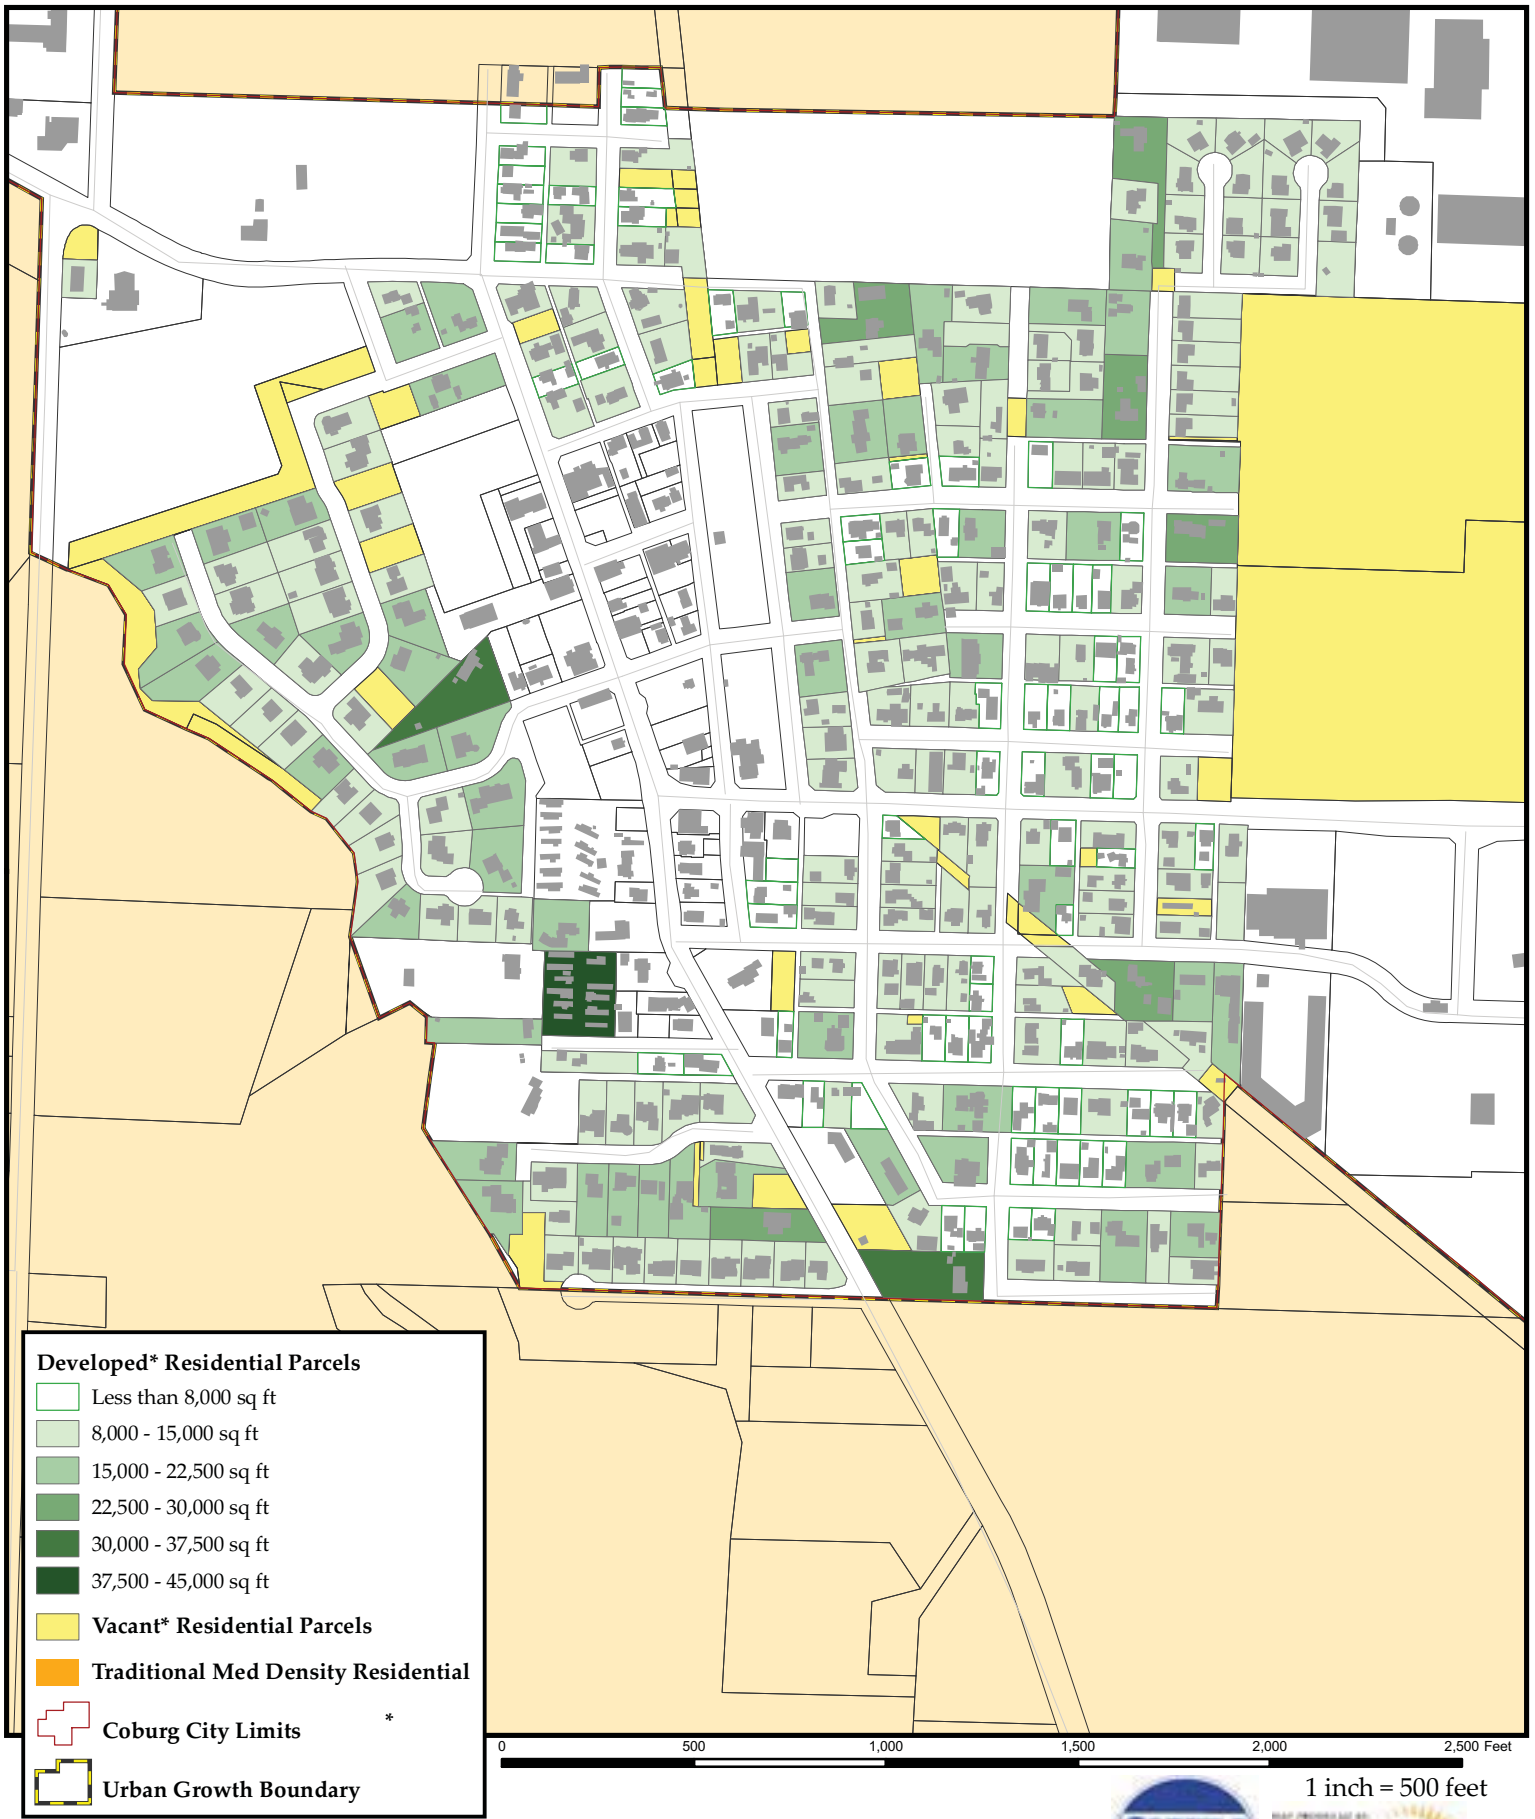 Developed* Residential Parcels
Less than 8,000 sq ft
8,000 - 15,000 sq ft
15,000 - 22,500 sq ft
22,500 - 30,000 sq ft
30,000 - 37,500 sq ft
37,500 - 45,000 sq ft
Vacant* Residential Parcels
Traditional Med Density Residential
Coburg City Limits *
Urban Growth Boundary
0 500 1,000 1,500 2,000 2,500 Feet
1 inch = 500 feet